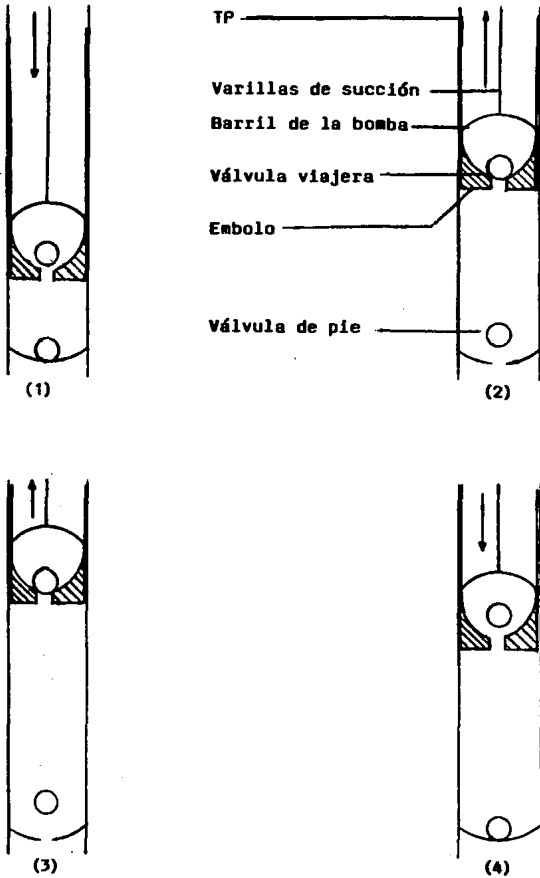 TP
Varillas de succión
Barril de la bomba
Válvula viajera
Embolo
Válvula de pie
(1)
(2)
(3)
(4)